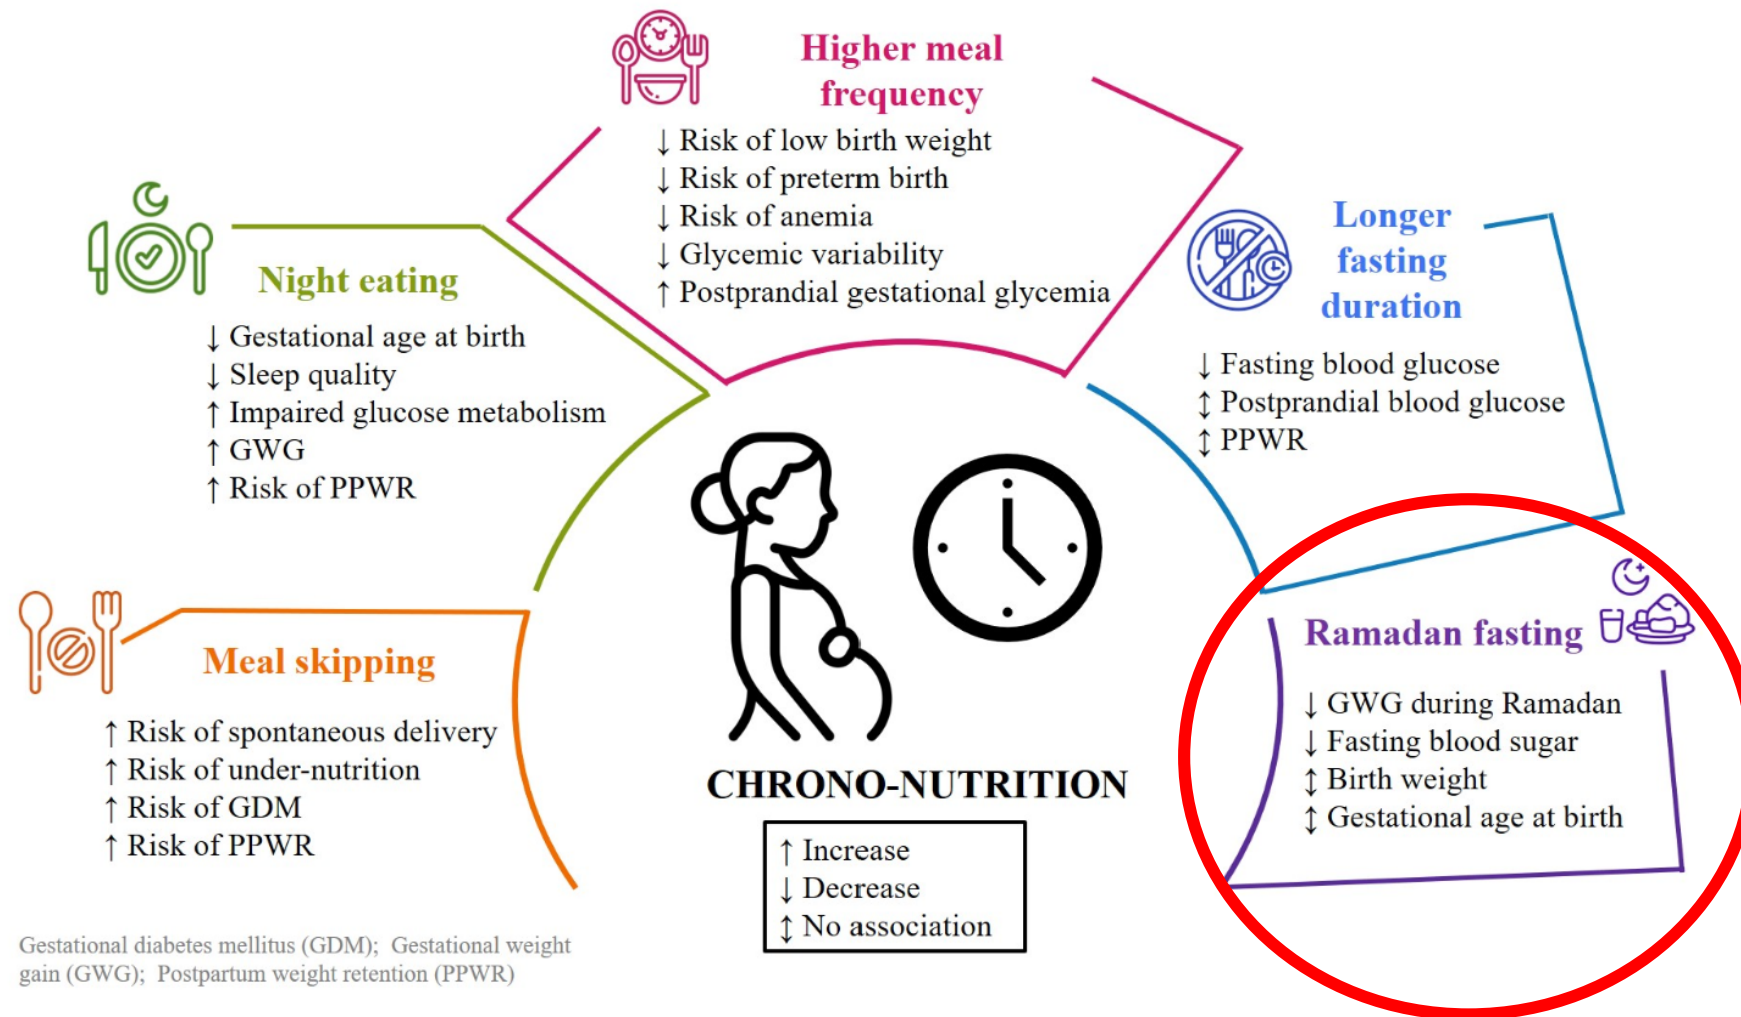 Higher meal
frequency
↓ Risk of low birth weight
↓ Risk of preterm birth
↓ Risk of anemia
↓ Glycemic variability
↑ Postprandial gestational glycemia
Night eating
↓ Gestational age at birth
↓ Sleep quality
↑ Impaired glucose metabolism
↑ GWG
↑ Risk of PPWR
Longer
fasting
duration
↓ Fasting blood glucose
↕ Postprandial blood glucose
↕ PPWR
Meal skipping
↑ Risk of spontaneous delivery
↑ Risk of under-nutrition
↑ Risk of GDM
↑ Risk of PPWR
Ramadan fasting
↓ GWG during Ramadan
↓ Fasting blood sugar
↕ Birth weight
↕ Gestational age at birth
CHRONO-NUTRITION
↑ Increase
↓ Decrease
↕ No association
Gestational diabetes mellitus (GDM); Gestational weight
gain (GWG); Postpartum weight retention (PPWR)